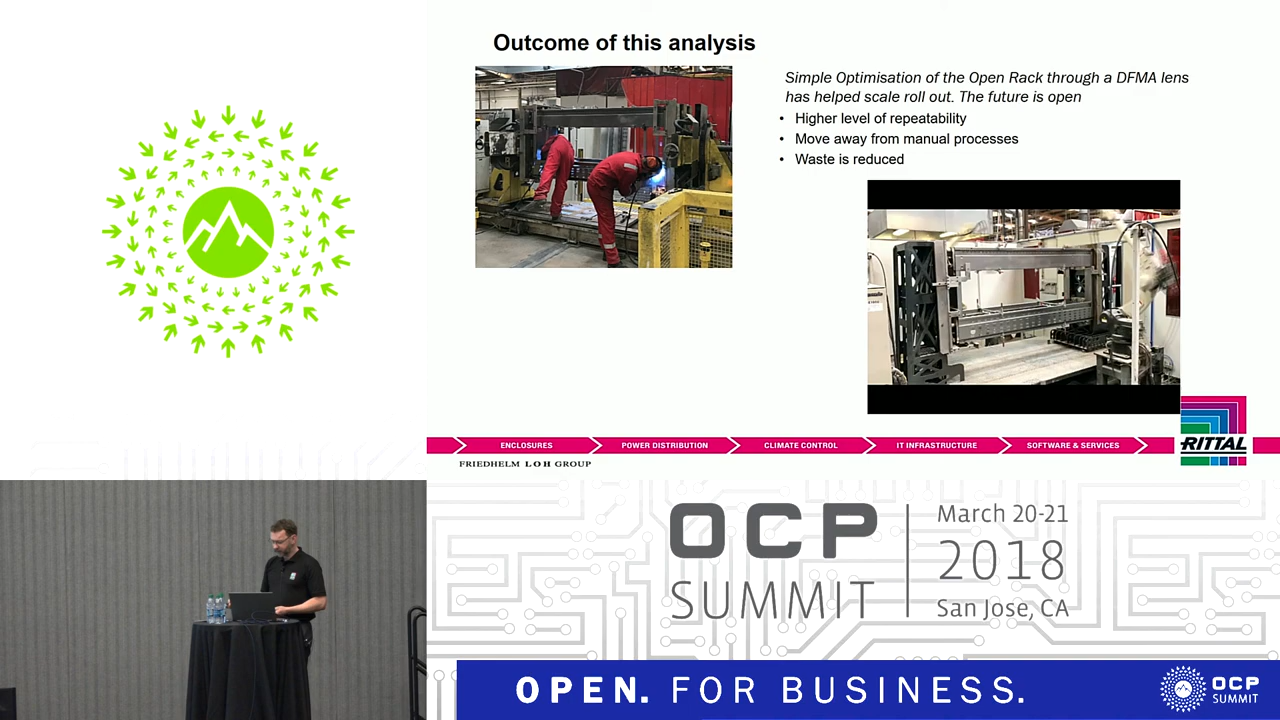 Outcome of this analysis
Simple Optimisation of the Open Rack through a DFMA lens
has helped scale roll out. The future is open
• Higher level of repeatability
• Move away from manual processes
• Waste is reduced
ENCLOSURES
POWER DISTRIBUTION
CLIMATE CONTROL
IT INFRASTRUCTURE
SOFTWARE & SERVICES
RITTAL
FRIEDHELM LOH GROUP
OCP
SUMMIT
March 20-21
2018
San Jose, CA
OPEN. FOR BUSINESS.
OCP
SUMMIT